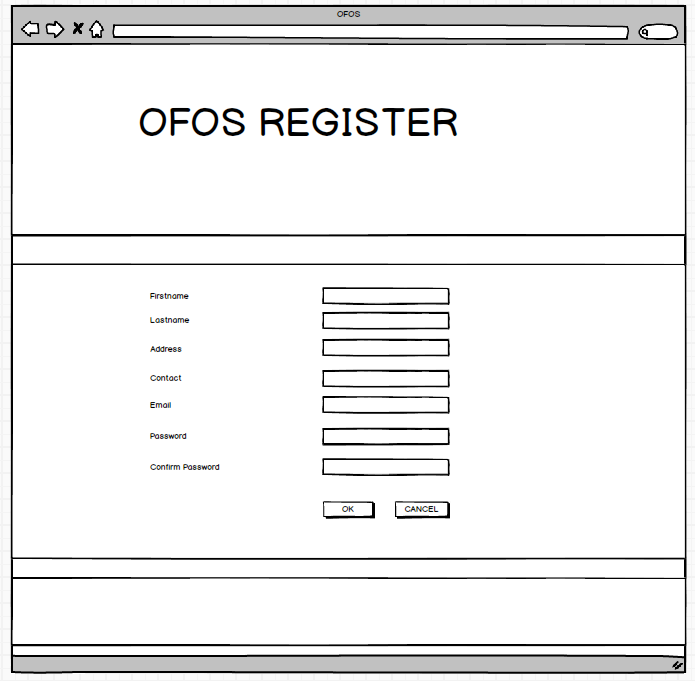 OFOS
OFOS REGISTER
Firstname
Lastname
Address
Contact
Email
Password
Confirm Password
OK CANCEL